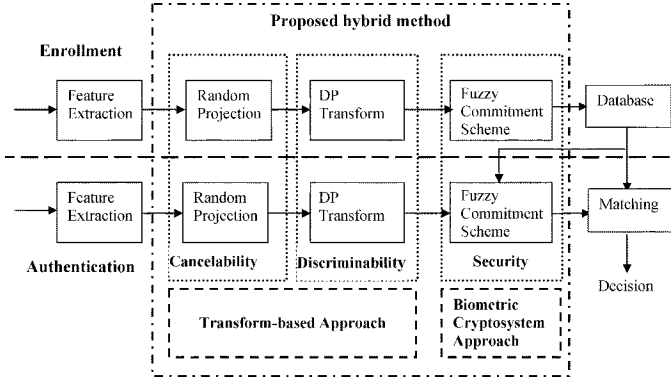 Proposed hybrid method
Enrollment
Feature
Extraction
Random
Projection
DP
Transform
Fuzzy
Commitment
Scheme
Database
Feature
Extraction
Random
Projection
DP
Transform
Fuzzy
Commitment
Scheme
Matching
Authentication
Cancelability
Discriminability
Security
Decision
Transform-based Approach
Biometric
Cryptosystem
Approach